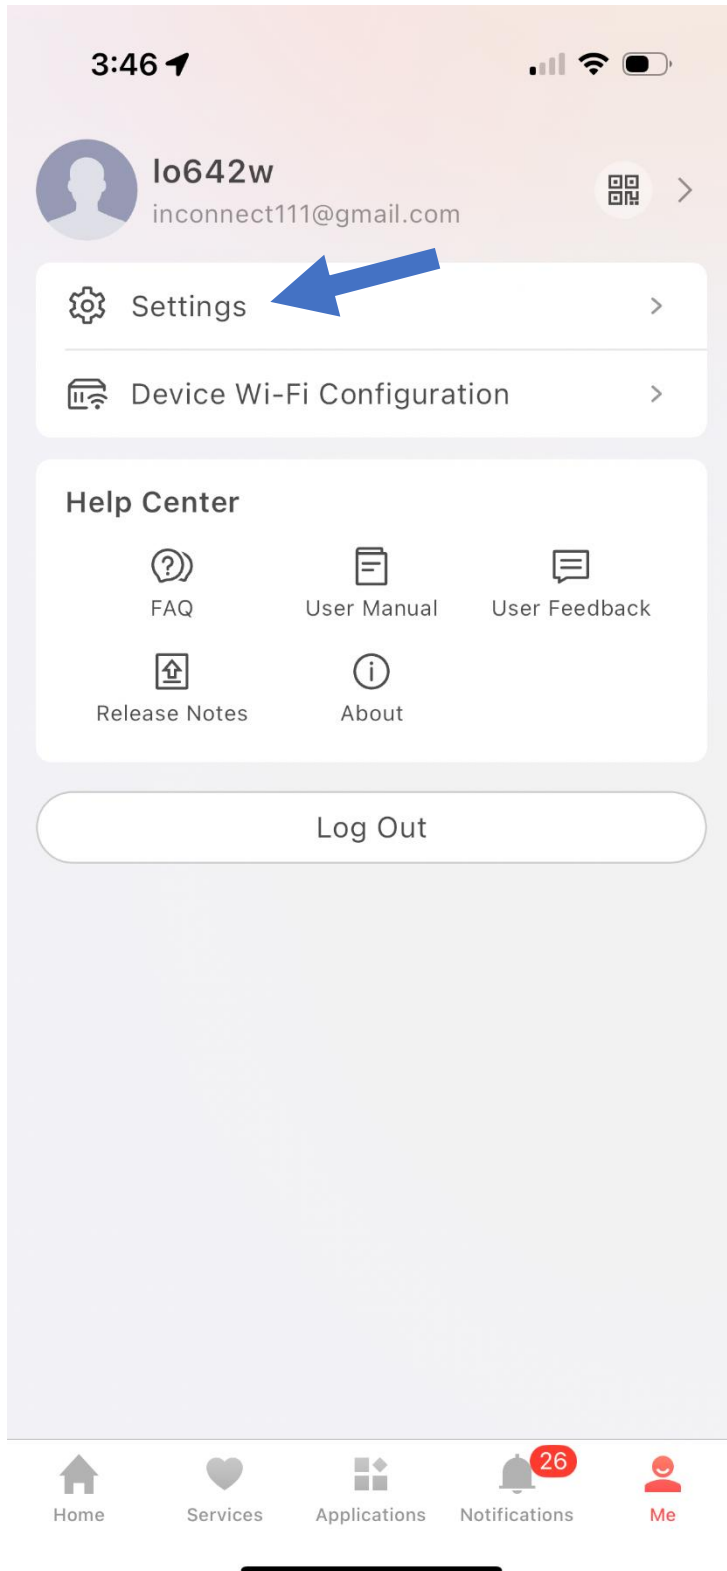 3:46
lo642w
inconnect111@gmail.com
Settings
Device Wi-Fi Configuration
Help Center
FAQ User Manual User Feedback
Release Notes About
Log Out
26
Home Services Applications Notifications Me